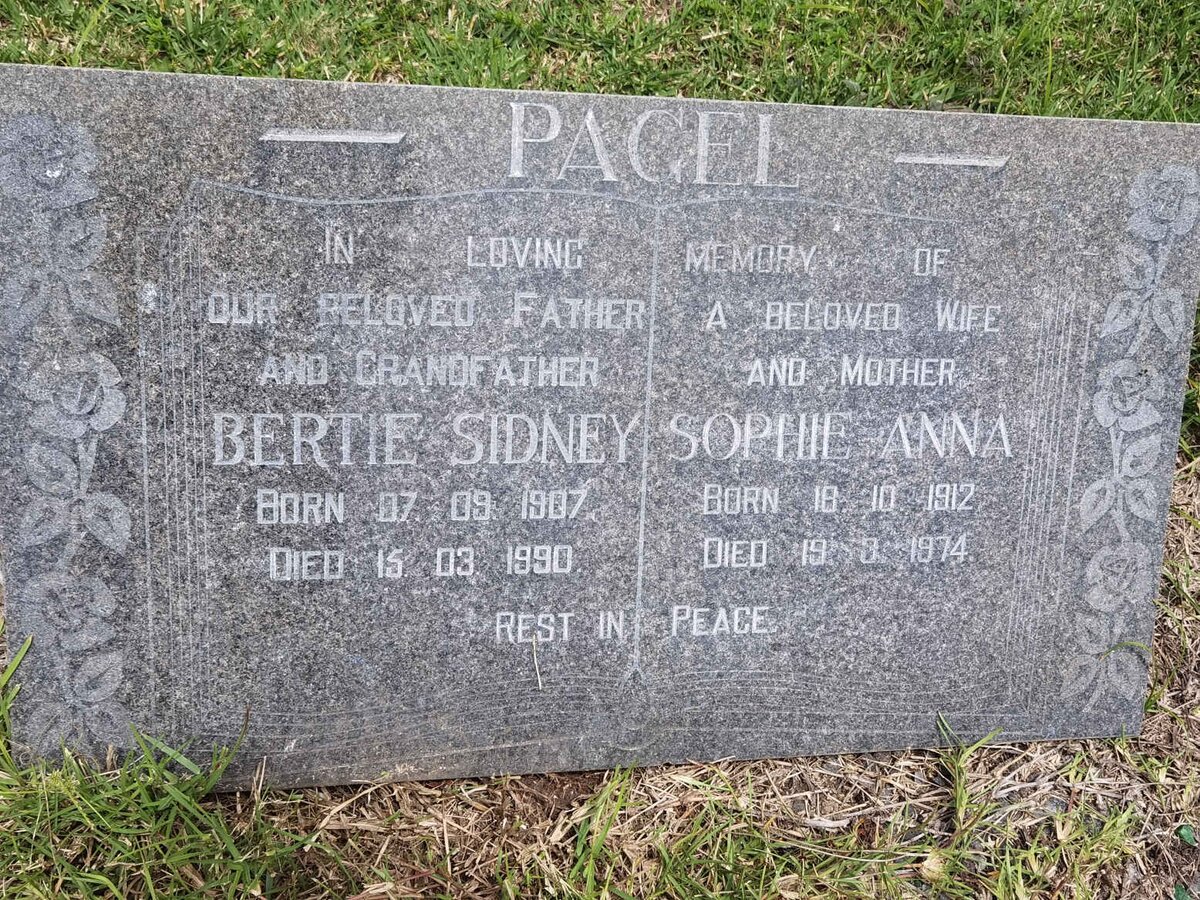 PAGEL
IN LOVING MEMORY OF
OUR BELOVED FATHER
AND GRANDFATHER
BERTIE SIDNEY
BORN 07. 09. 1907.
DIED 15. 03. 1990.
A BELOVED WIFE
AND MOTHER
SOPHIE ANNA
BORN 18. 10. 1912
DIED 19. 1974
REST IN PEACE.